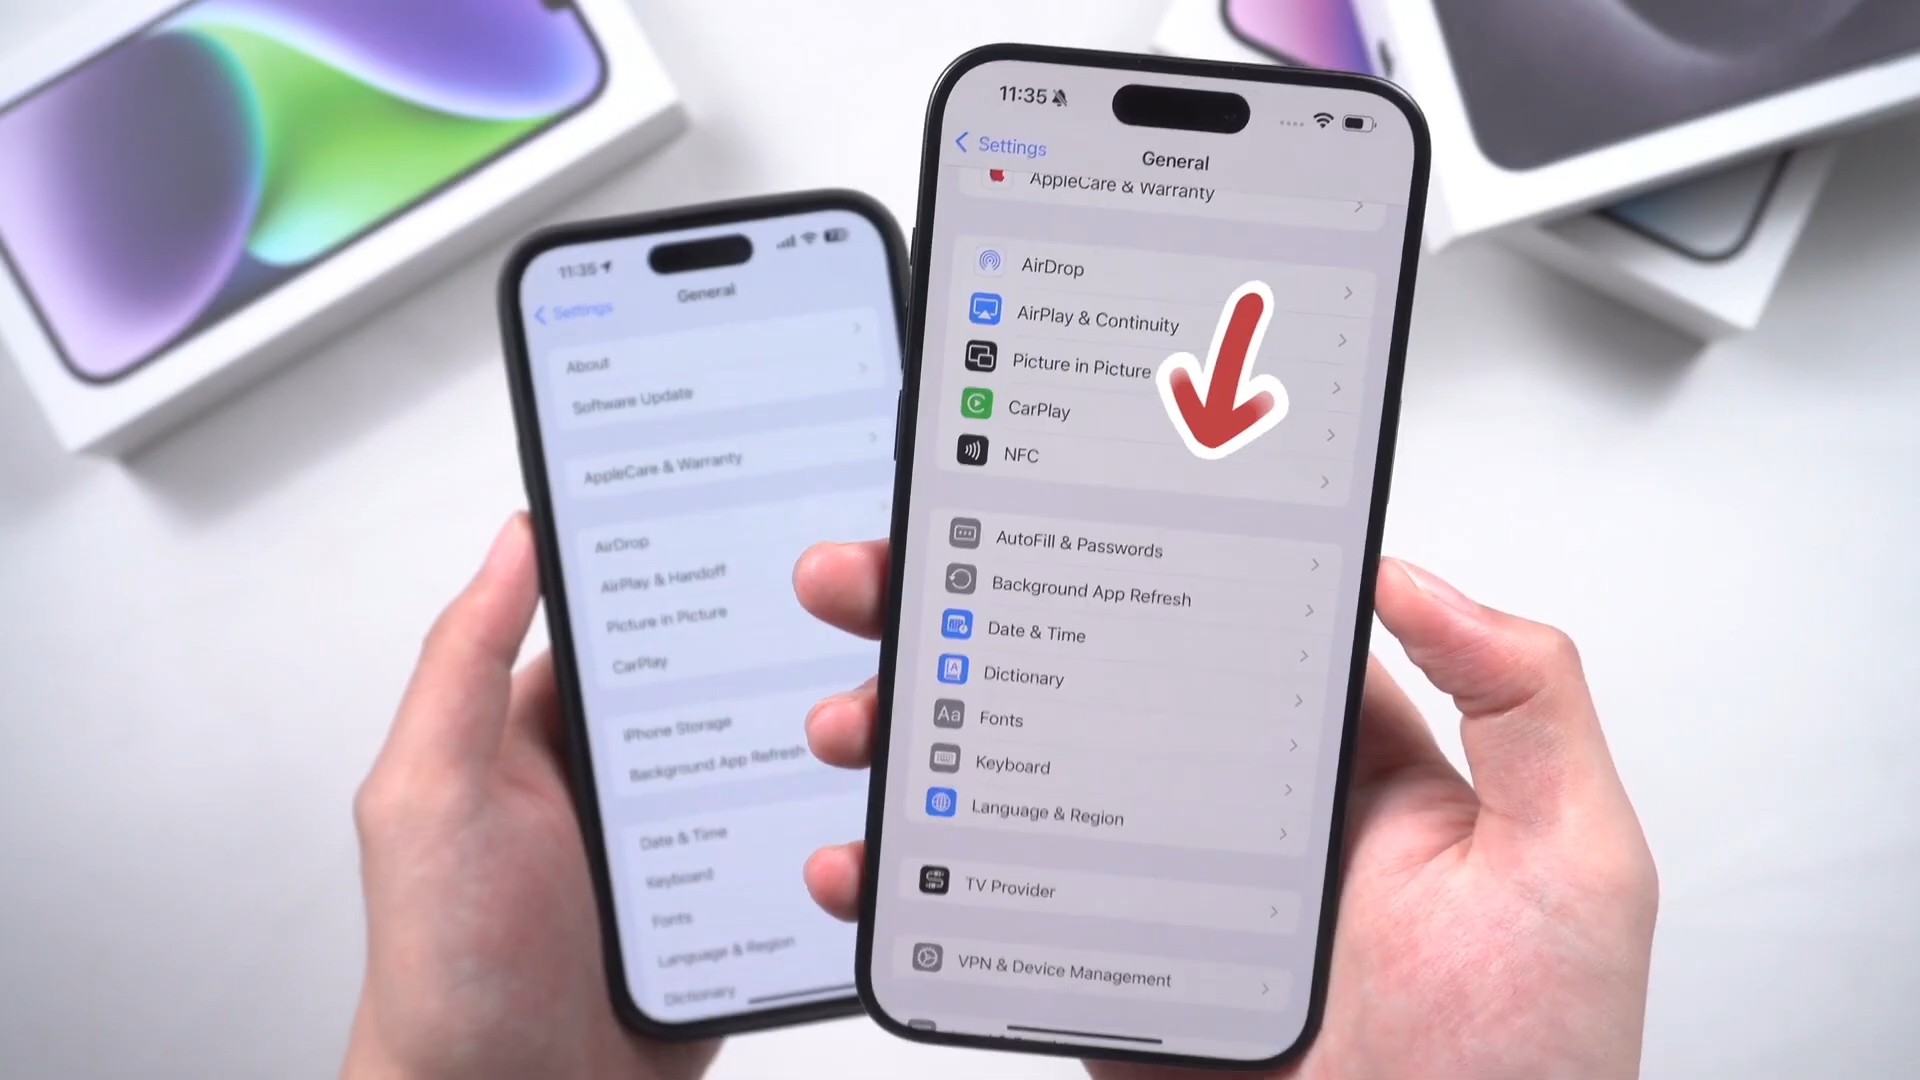 11:35
Settings
General
About
Software Update
AppleCare & Warranty
AirDrop
AirPlay & Handoff
Picture in Picture
CarPlay
iPhone Storage
Background App Refresh
Date & Time
Keyboard
Fonts
Language & Region
Dictionary
11:35
Settings
General
AppleCare & Warranty
AirDrop
AirPlay & Continuity
Picture in Picture
CarPlay
NFC
AutoFill & Passwords
Background App Refresh
Date & Time
Dictionary
Aa Fonts
Keyboard
Language & Region
TV Provider
VPN & Device Management